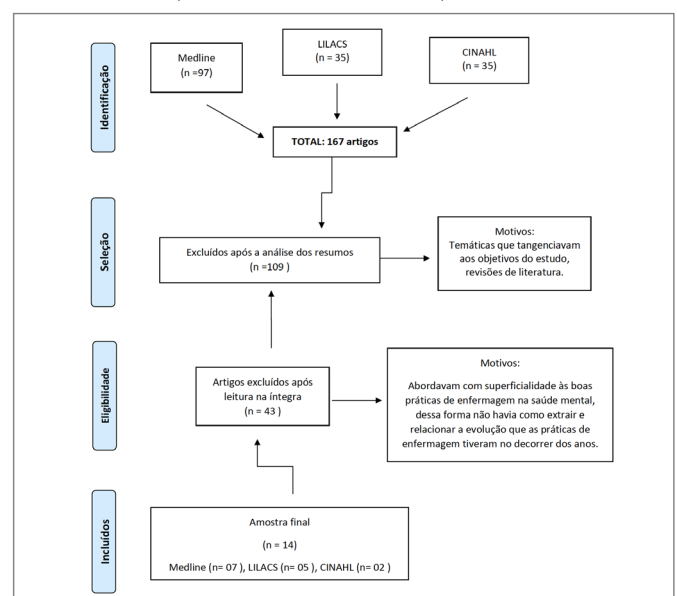 Identificação
Medline
(n =97)
LILACS
(n = 35)
CINAHL
(n = 35)
TOTAL: 167 artigos
Seleção
Excluídos após a análise dos resumos
(n =109 )
Motivos:
Temáticas que tangenciavam
aos objetivos do estudo,
revisões de literatura.
Eligibilidade
Artigos excluídos após
leitura na íntegra
(n = 43 )
Motivos:
Abordavam com superficialidade às boas
práticas de enfermagem na saúde mental,
dessa forma não havia como extrair e
relacionar a evolução que as práticas de
enfermagem tiveram no decorrer dos anos.
Incluídos
Amostra final
(n = 14)
Medline (n= 07 ), LILACS (n= 05 ), CINAHL (n= 02 )